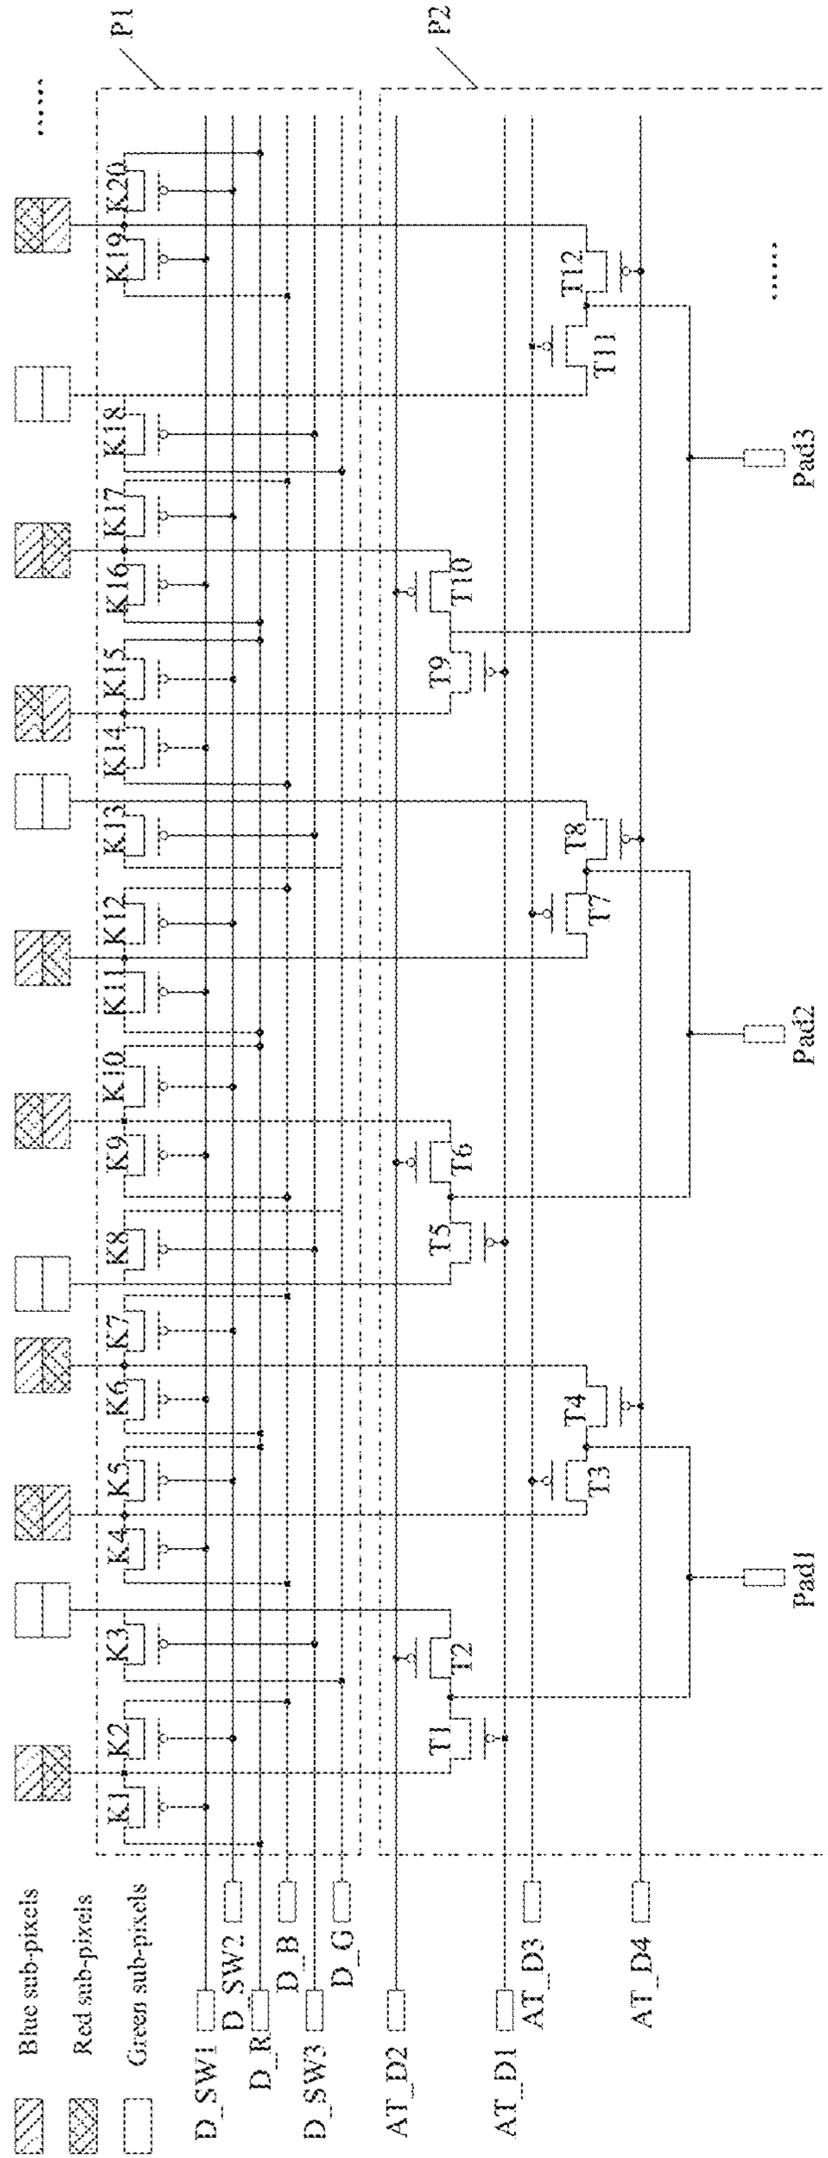 Blue sub-pixels
Red sub-pixels
Green sub-pixels
P1
K1 K2 K3 K4 K5 K6 K7 K8 K9 K10 K11 K12 K13 K14 K15 K16 K17 K18 K19 K20
D_SW1
D_SW2
D_R
D_B
D_SW3
D_G
P2
AT_D2
T1 T2 T5 T6 T9 T10
AT_D1
AT_D3
T3 T4 T7 T8 T11 T12
AT_D4
Pad1 Pad2 Pad3